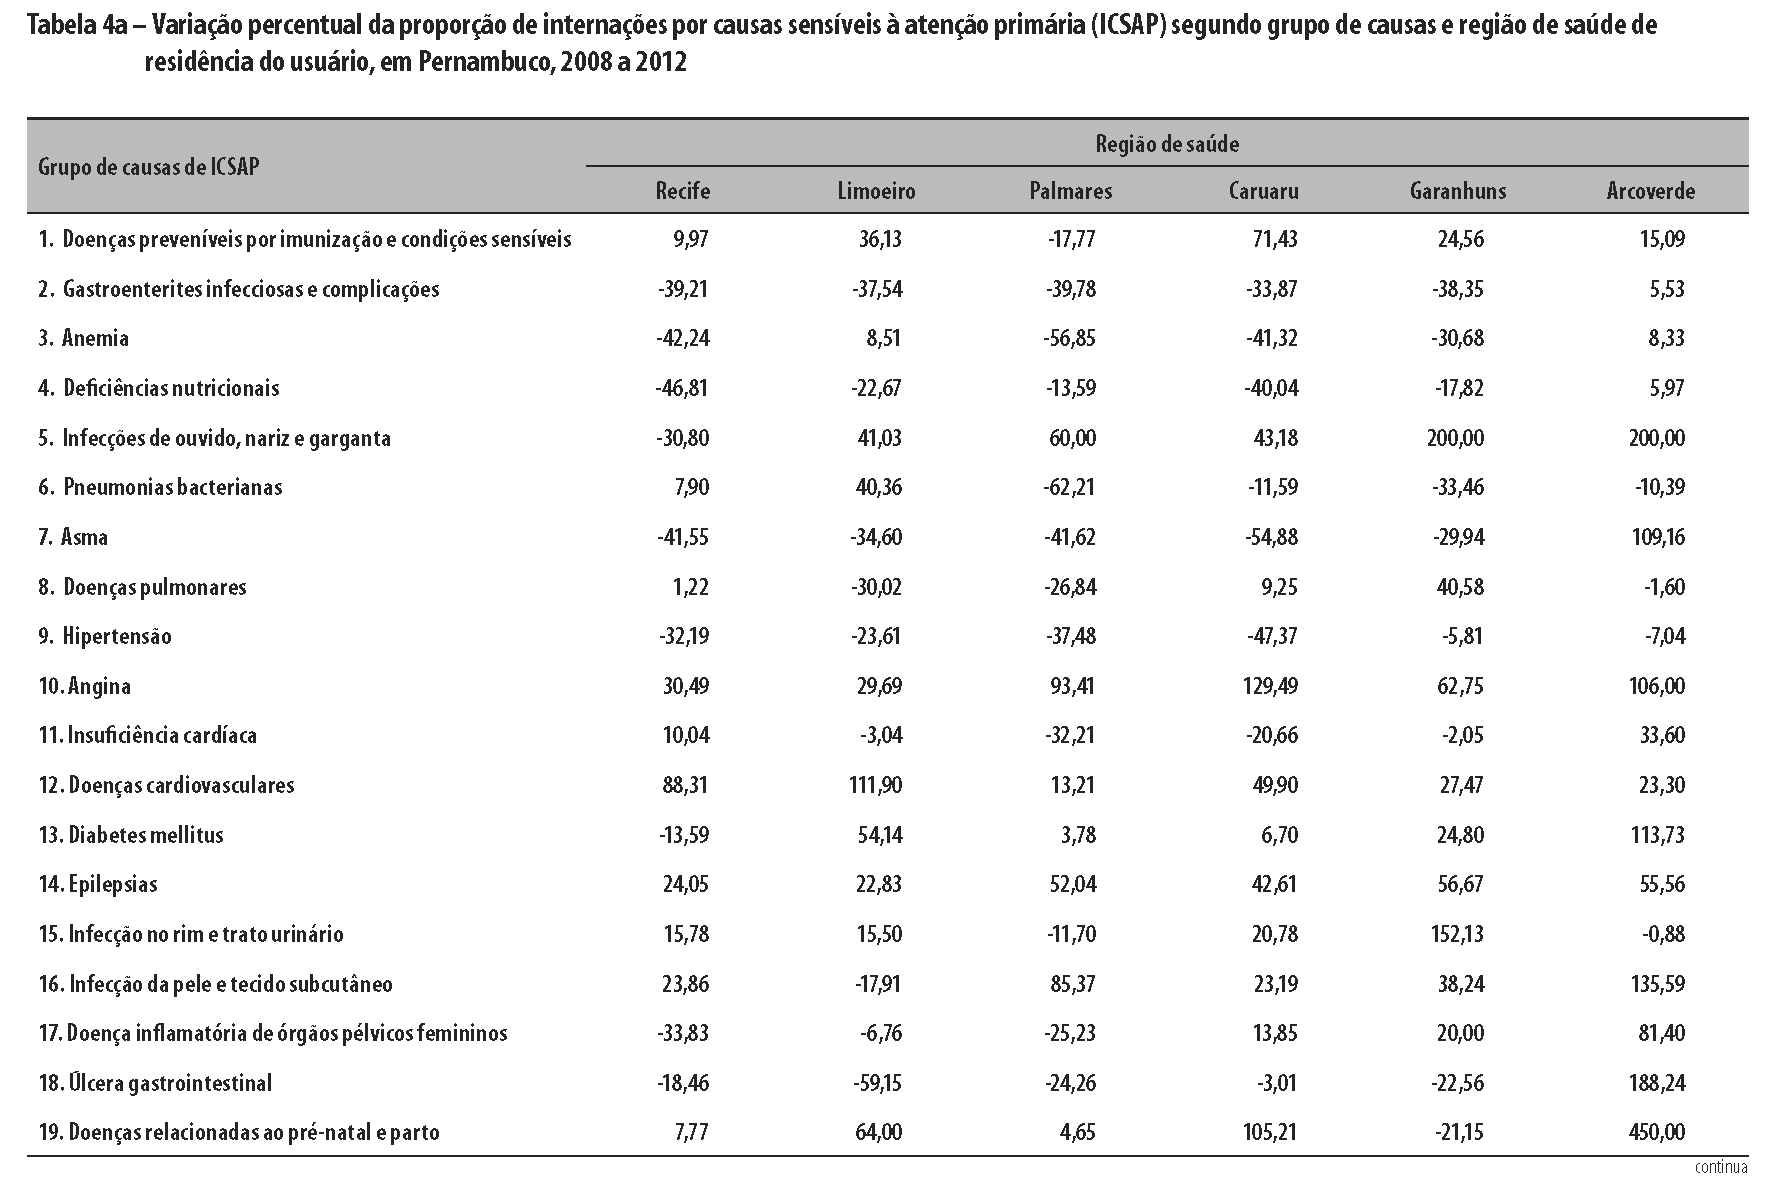 Tabela 4a – Variação percentual da proporção de internações por causas sensíveis à atenção primária (ICSAP) segundo grupo de causas e região de saúde de
residência do usuário, em Pernambuco, 2008 a 2012
Grupo de causas de ICSAP
Região de saúde
Recife Limoeiro Palmares Caruaru Garanhuns Arcoverde
1. Doenças preveníveis por imunização e condições sensíveis 9,97 36,13 -17,77 71,43 24,56 15,09
2. Gastroenterites infecciosas e complicações -39,21 -37,54 -39,78 -33,87 -38,35 5,53
3. Anemia -42,24 8,51 -56,85 -41,32 -30,68 8,33
4. Deficiências nutricionais -46,81 -22,67 -13,59 -40,04 -17,82 5,97
5. Infecções de ouvido, nariz e garganta -30,80 41,03 60,00 43,18 200,00 200,00
6. Pneumonias bacterianas 7,90 40,36 -62,21 -11,59 -33,46 -10,39
7. Asma -41,55 -34,60 -41,62 -54,88 -29,94 109,16
8. Doenças pulmonares 1,22 -30,02 -26,84 9,25 40,58 -1,60
9. Hipertensão -32,19 -23,61 -37,48 -47,37 -5,81 -7,04
10. Angina 30,49 29,69 93,41 129,49 62,75 106,00
11. Insuficiência cardíaca 10,04 -3,04 -32,21 -20,66 -2,05 33,60
12. Doenças cardiovasculares 88,31 111,90 13,21 49,90 27,47 23,30
13. Diabetes mellitus -13,59 54,14 3,78 6,70 24,80 113,73
14. Epilepsias 24,05 22,83 52,04 42,61 56,67 55,56
15. Infecção no rim e trato urinário 15,78 15,50 -11,70 20,78 152,13 -0,88
16. Infecção da pele e tecido subcutâneo 23,86 -17,91 85,37 23,19 38,24 135,59
17. Doença inflamatória de órgãos pélvicos femininos -33,83 -6,76 -25,23 13,85 20,00 81,40
18. Úlcera gastrointestinal -18,46 -59,15 -24,26 -3,01 -22,56 188,24
19. Doenças relacionadas ao pré-natal e parto 7,77 64,00 4,65 105,21 -21,15 450,00
continua